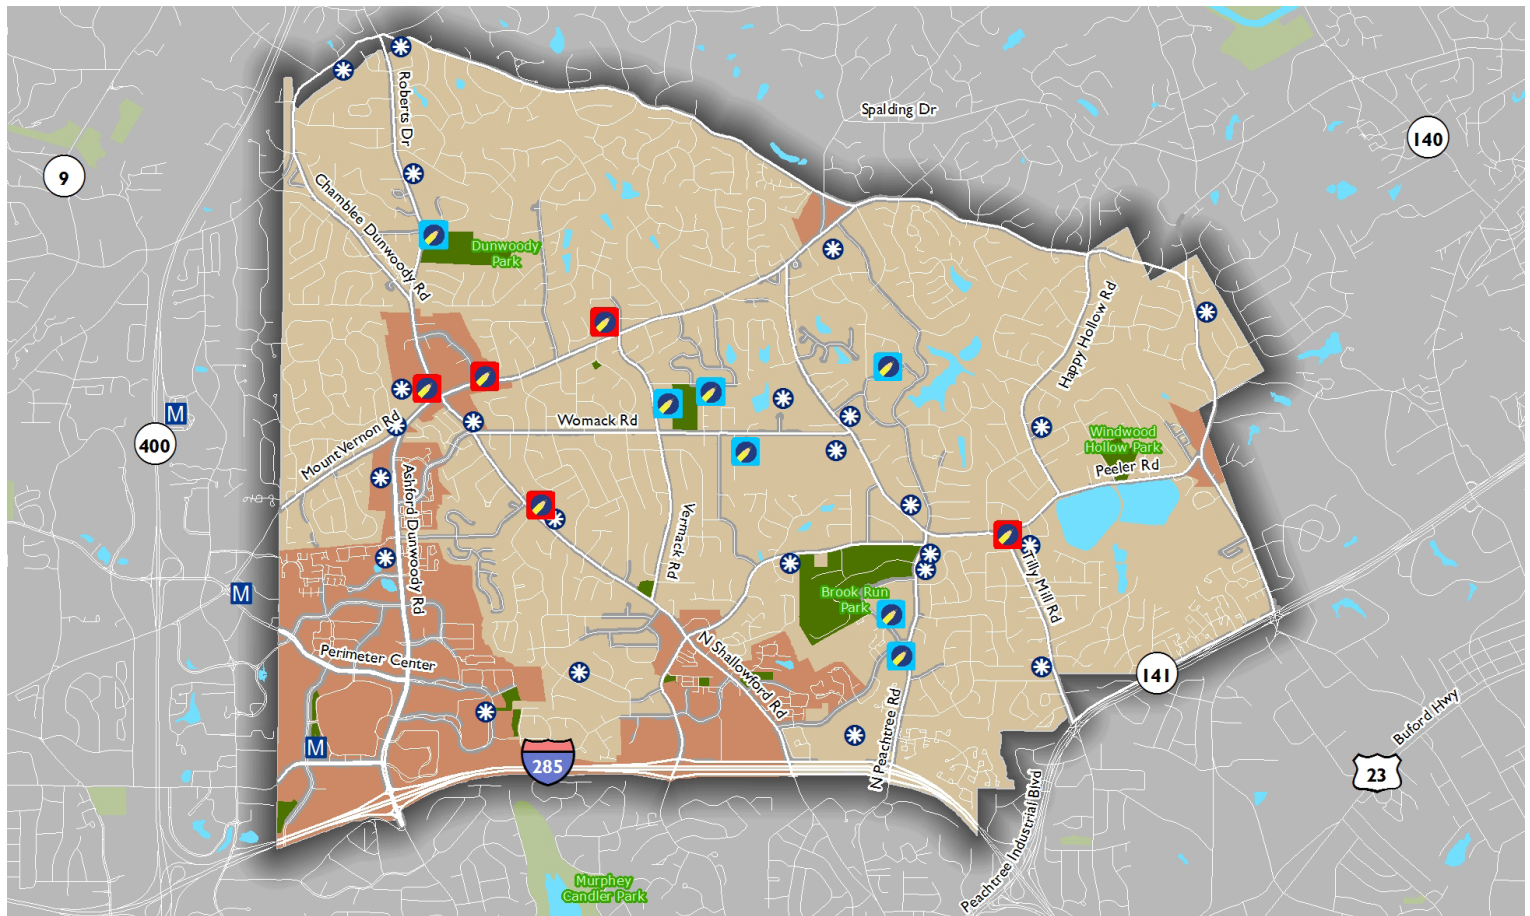 Spalding Dr
140
9
Roberts Dr
Chamblee Dunwoody Rd
Dunwoody
Park
Happy Hollow Rd
M
400
Mount Vernon Rd
Womack Rd
Windwood
Hollow Park
Peeler Rd
Ashford Dunwoody Rd
Vermack Rd
Tilly Mill Rd
M
Brook Run
Park
Perimeter Center
N Shallowford Rd
141
N Peachtree Rd
Buford Hwy
M
285
23
Peachtree Industrial Blvd
Murphey
Candler Park